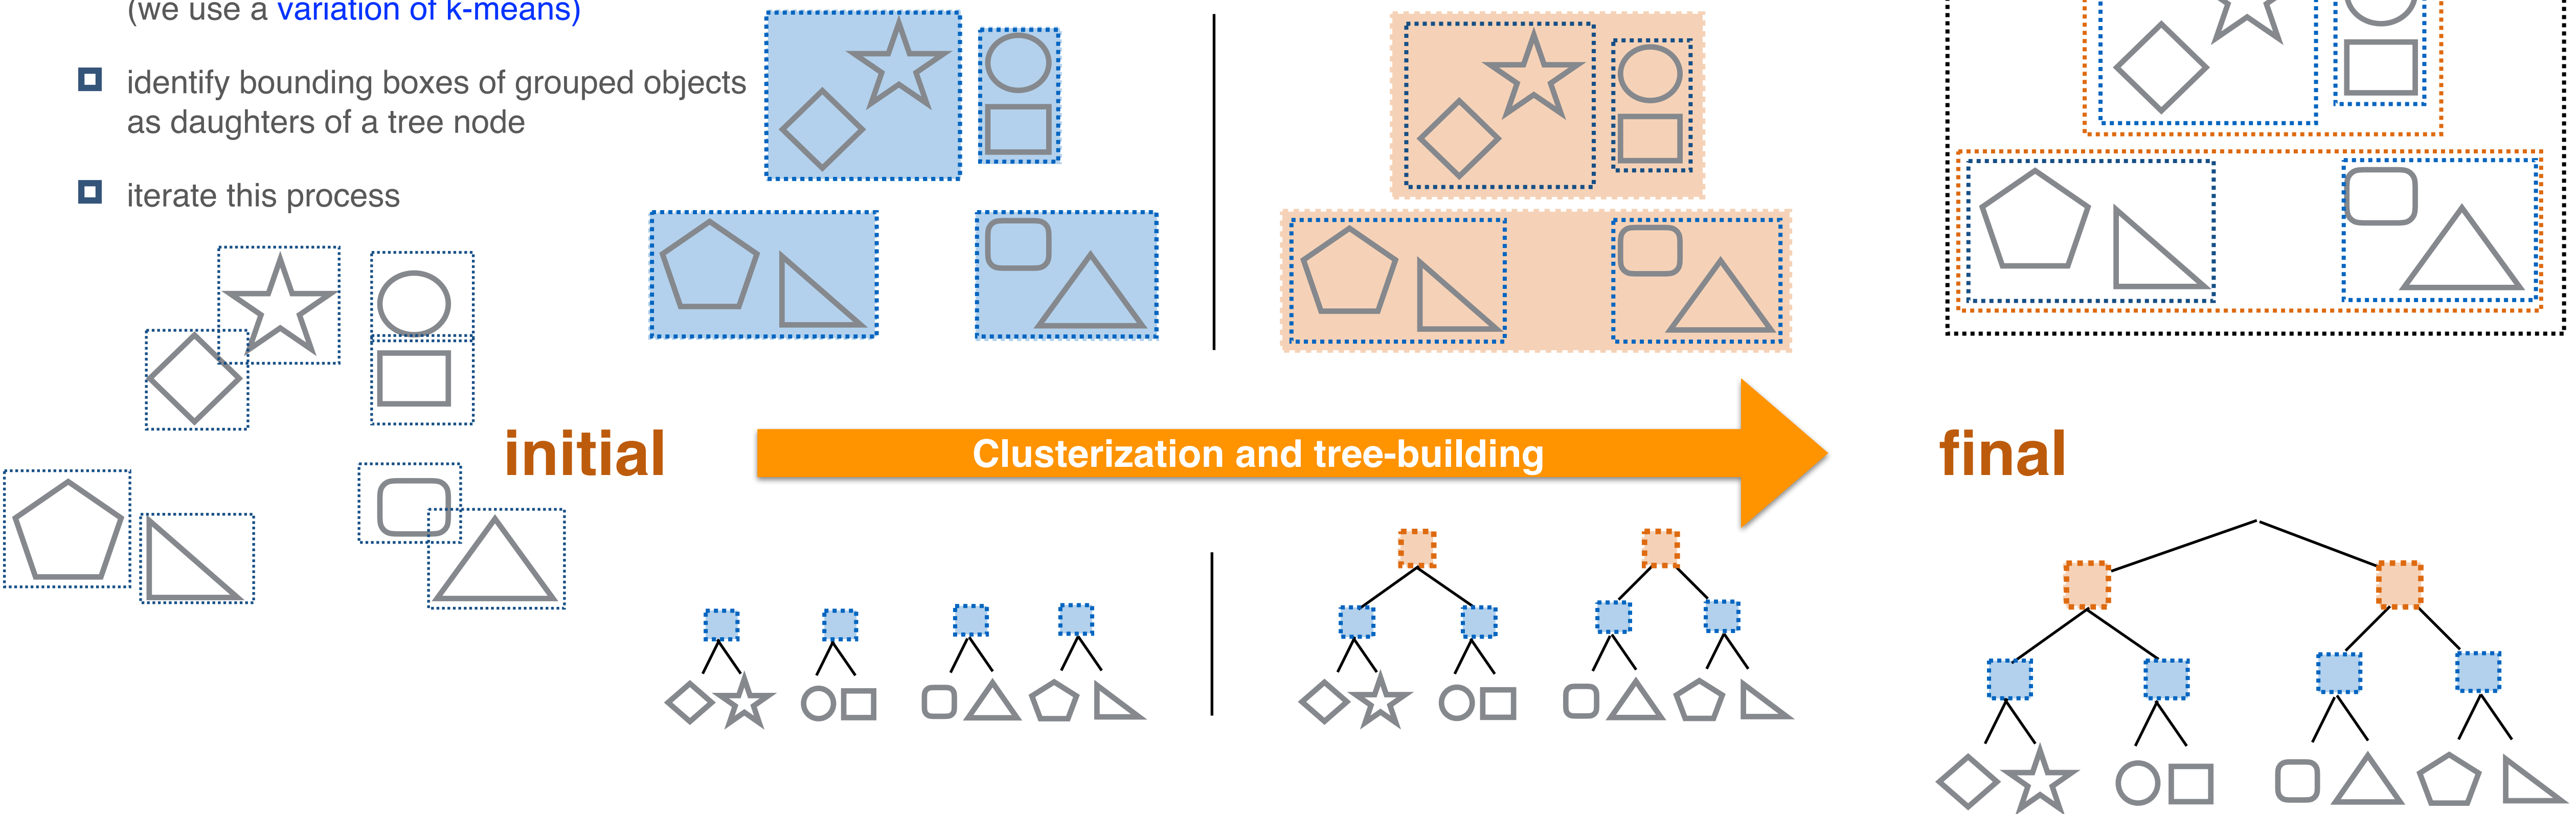 (we use a variation of k-means)
identify bounding boxes of grouped objects
as daughters of a tree node
iterate this process
initial
Clusterization and tree-building
final